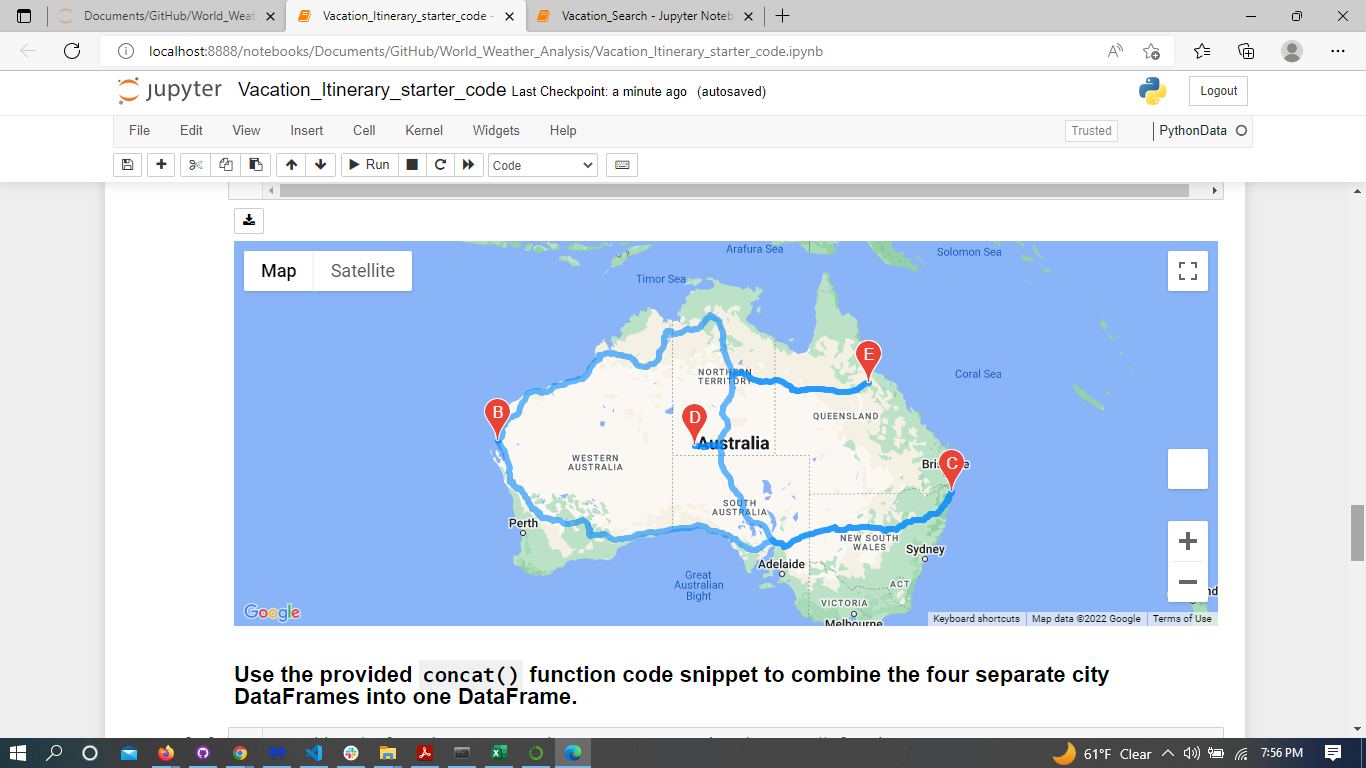 Documents/GitHub/World_Weath
Vacation_Itinerary_starter_code -
Vacation_Search - Jupyter Noteb
localhost:8888/notebooks/Documents/GitHub/World_Weather_Analysis/Vacation_Itinerary_starter_code.ipynb
jupyter Vacation_Itinerary_starter_code Last Checkpoint: a minute ago (autosaved)
Logout
File Edit View Insert Cell Kernel Widgets Help
Trusted
PythonData
Run
Code
Map Satellite
Arafura Sea
Solomon Sea
Timor Sea
E
NORTHERN
TERRITORY
Coral Sea
B
D
QUEENSLAND
Australia
WESTERN
AUSTRALIA
C
SOUTH
AUSTRALIA
Perth
NEW SOUTH
WALES
Sydney
Adelaide
Great
Australian
Bight
ACT
VICTORIA
Melbourne
Google
Keyboard shortcuts Map data ©2022 Google Terms of Use
Use the provided concat() function code snippet to combine the four separate city
DataFrames into one DataFrame.
61°F Clear
7:56 PM